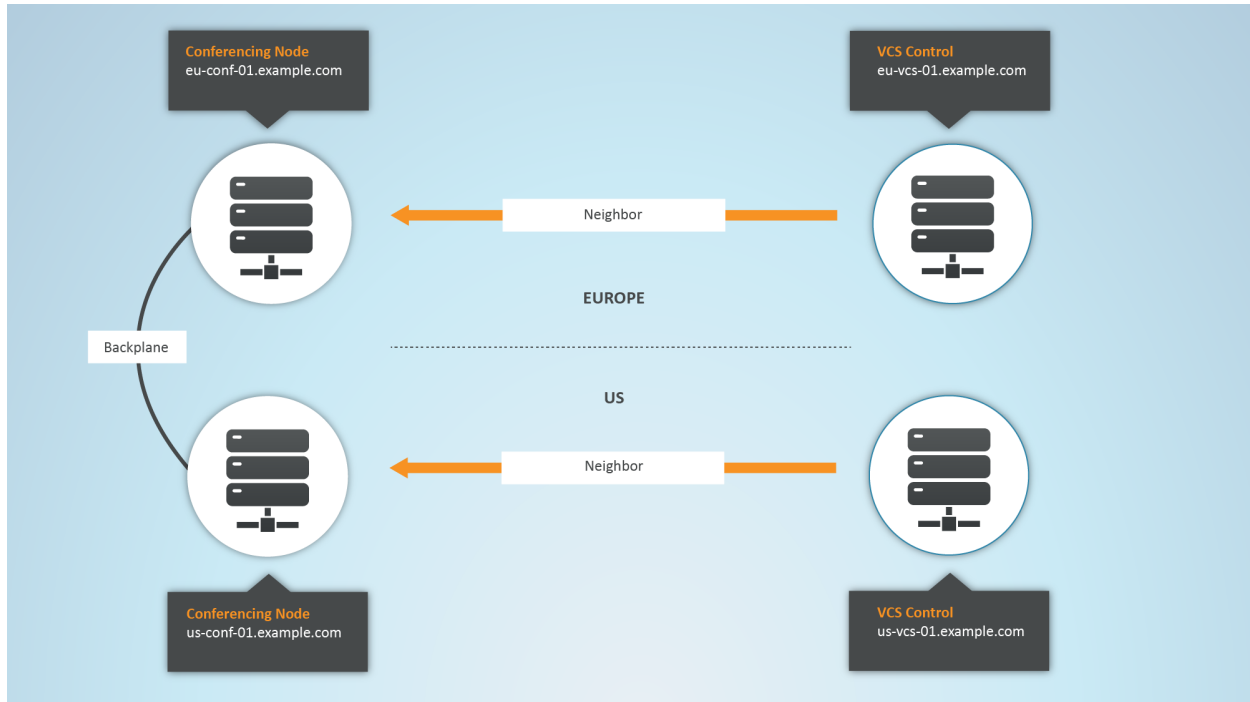 Conferencing Node
eu-conf-01.example.com
VCS Control
eu-vcs-01.example.com
Neighbor
EUROPE
Backplane
US
Neighbor
Conferencing Node
us-conf-01.example.com
VCS Control
us-vcs-01.example.com